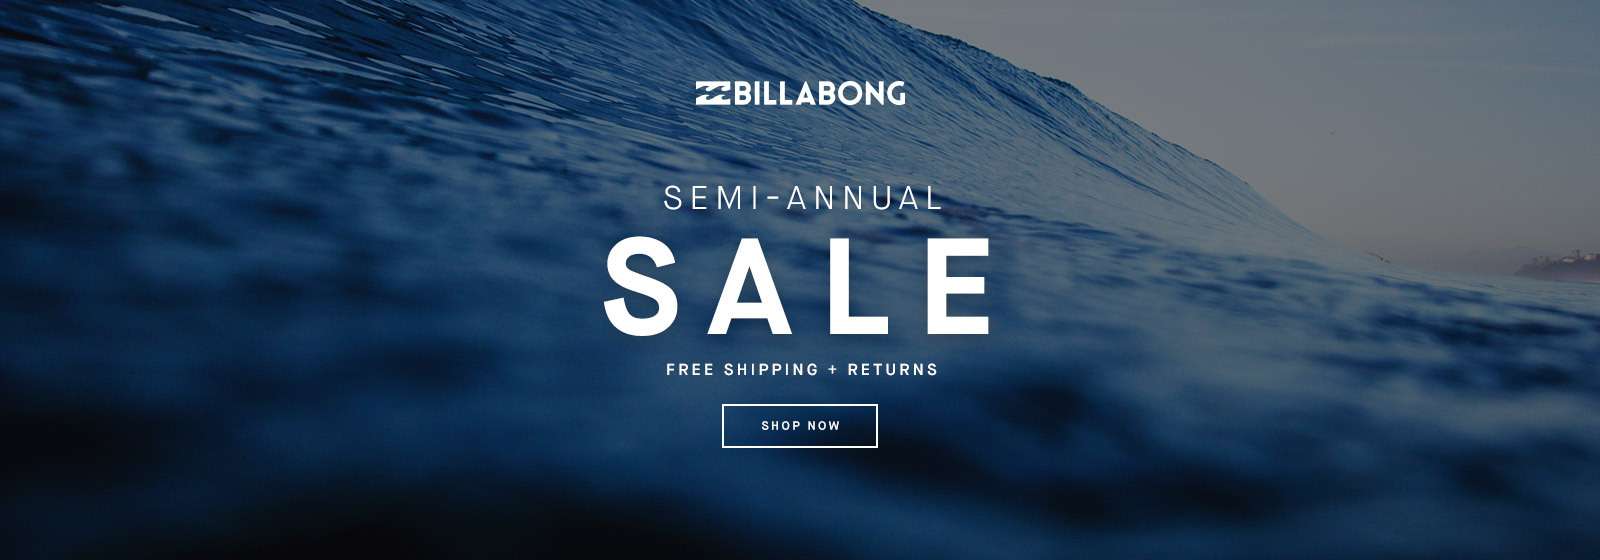 BILLABONG
SEMI-ANNUAL
SALE
FREE SHIPPING + RETURNS
SHOP NOW